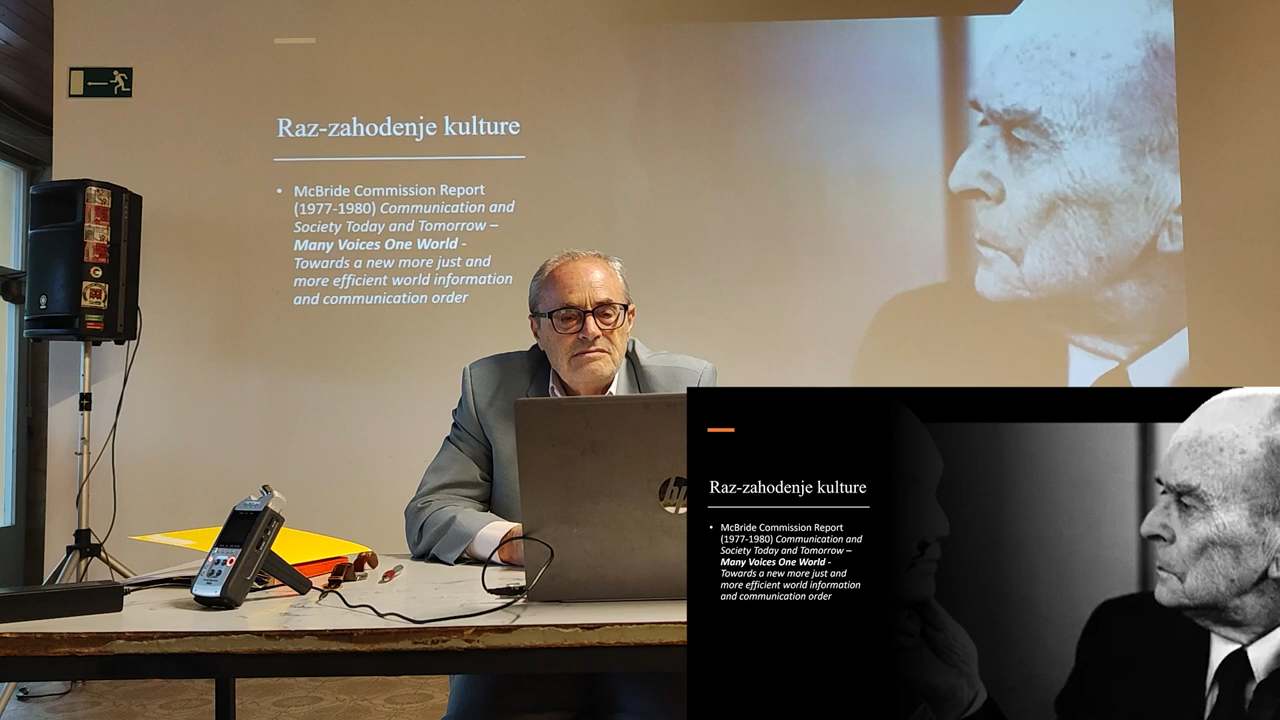 Raz-zahodenje kulture
• McBride Commission Report
(1977-1980) Communication and
Society Today and Tomorrow –
Many Voices One World -
Towards a new more just and
more efficient world information
and communication order
hp
Raz-zahodenje kulture
• McBride Commission Report
(1977-1980) Communication and
Society Today and Tomorrow –
Many Voices One World -
Towards a new more just and
more efficient world information
and communication order